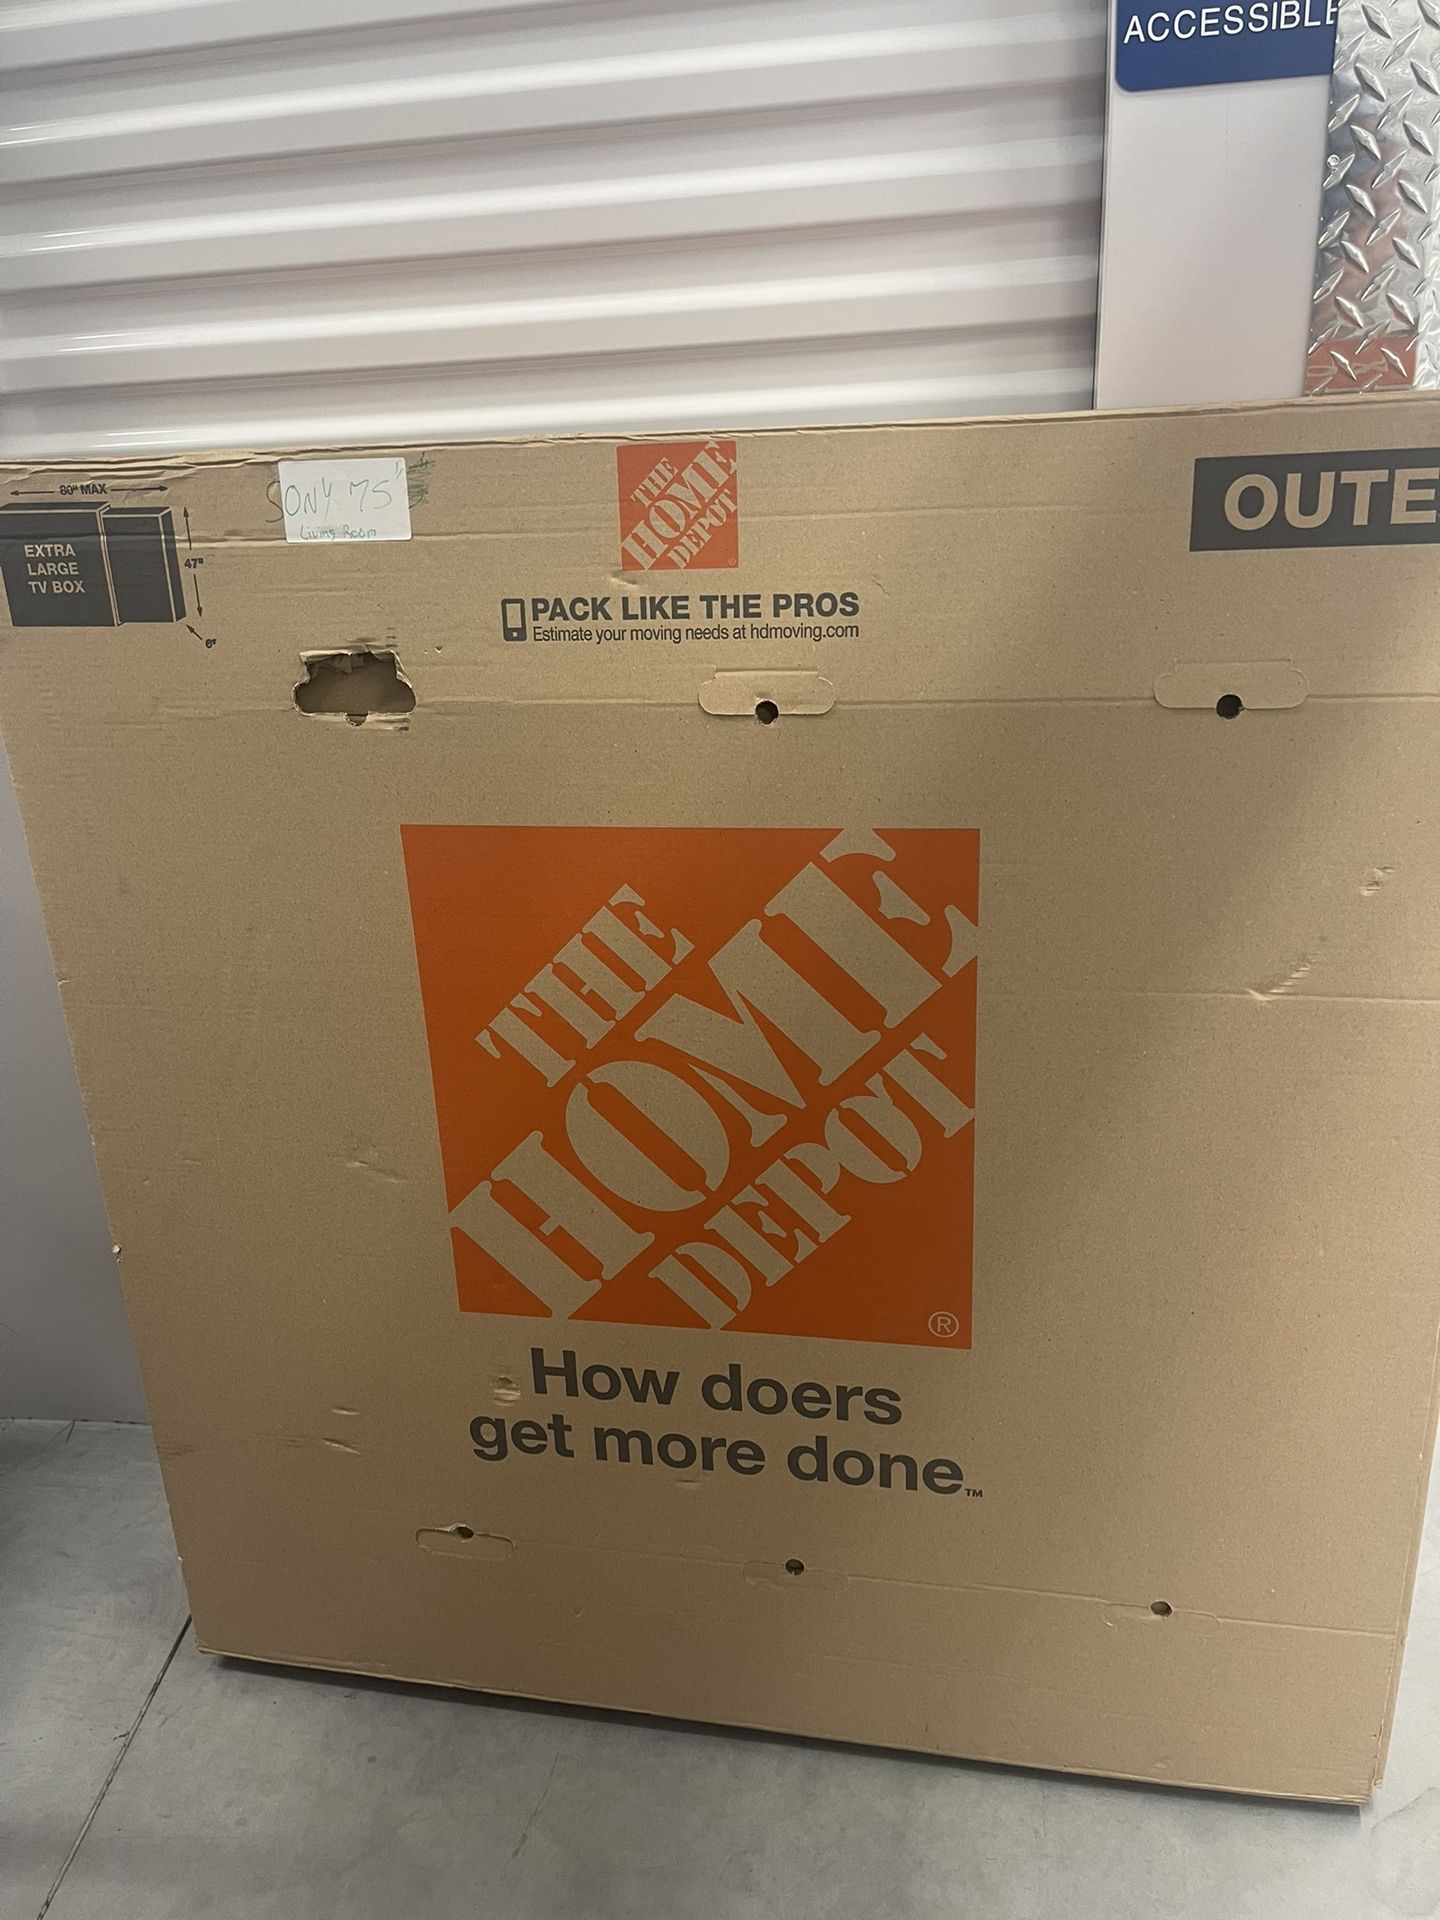 ACCESSIBLE
80" MAX
EXTRA
LARGE
TV BOX
47"
6"
SONY 75"
Living Room
THE
HOME
DEPOT
®
OUTE
PACK LIKE THE PROS
Estimate your moving needs at hdmoving.com
THE
HOME
DEPOT
®
How doers
get more done.™